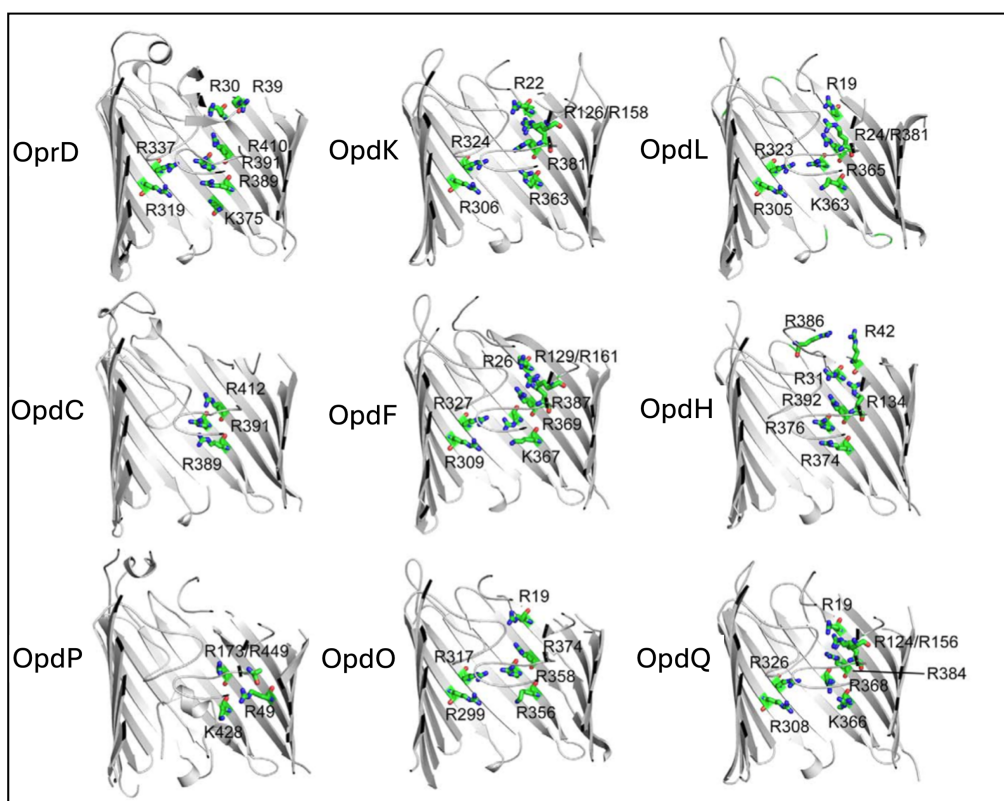 OprD
R30 R39
R337
R410
R391
R389
R319
K375
OpdK
R22
R126/R158
R324
R381
R306
R363
OpdL
R19
R24/R381
R323
R365
R305
K363
OpdC
R412
R391
R389
OpdF
R26
R129/R161
R327
R387
R369
R309
K367
OpdH
R386
R42
R31
R392
R134
R376
R374
OpdP
R173/R449
R49
K428
OpdO
R19
R317
R374
R358
R299
R356
OpdQ
R19
R124/R156
R326
R384
R368
R308
K366